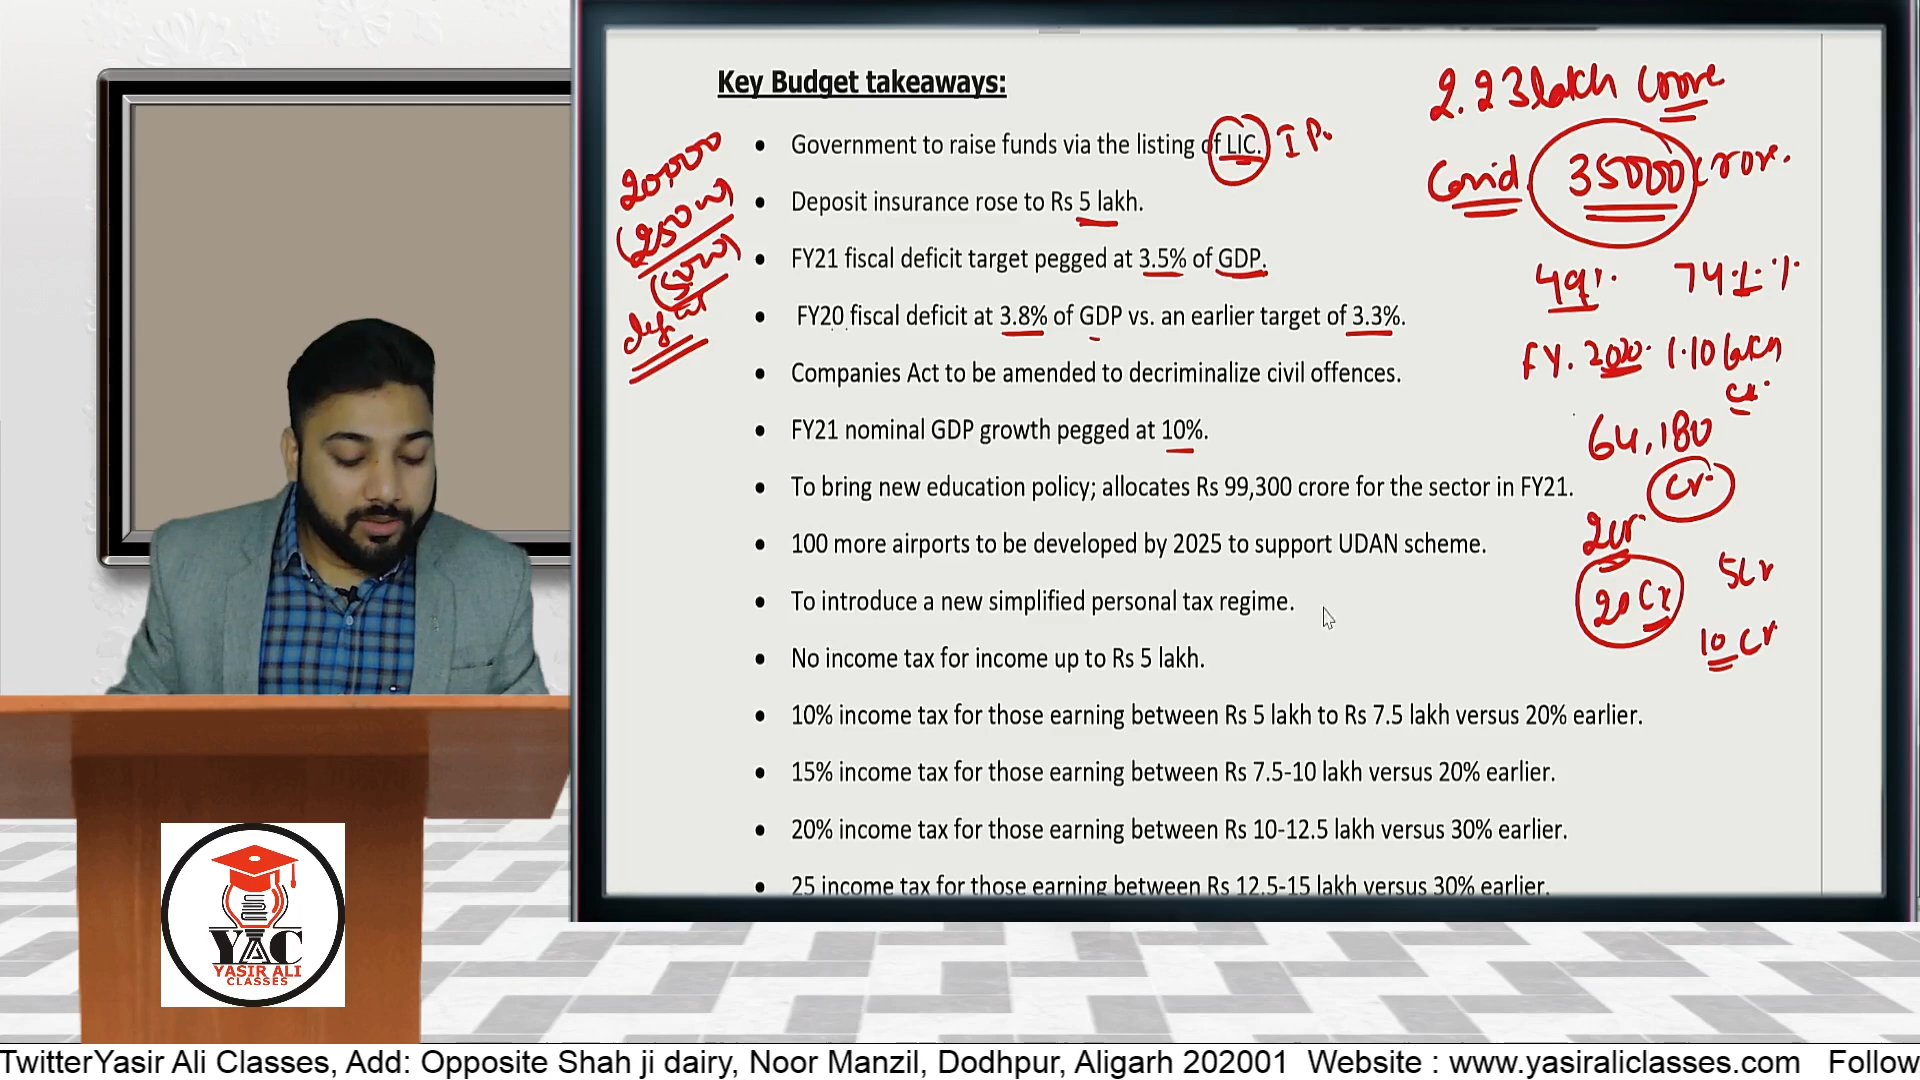 Key Budget takeaways:
• Government to raise funds via the listing of LIC.
• Deposit insurance rose to Rs 5 lakh.
• FY21 fiscal deficit target pegged at 3.5% of GDP.
• FY20 fiscal deficit at 3.8% of GDP vs. an earlier target of 3.3%.
• Companies Act to be amended to decriminalize civil offences.
• FY21 nominal GDP growth pegged at 10%.
• To bring new education policy; allocates Rs 99,300 crore for the sector in FY21.
• 100 more airports to be developed by 2025 to support UDAN scheme.
• To introduce a new simplified personal tax regime.
• No income tax for income up to Rs 5 lakh.
• 10% income tax for those earning between Rs 5 lakh to Rs 7.5 lakh versus 20% earlier.
• 15% income tax for those earning between Rs 7.5-10 lakh versus 20% earlier.
• 20% income tax for those earning between Rs 10-12.5 lakh versus 30% earlier.
• 25 income tax for those earning between Rs 12.5-15 lakh versus 30% earlier.
2.23 lakh crore
Covid 35000 crore.
49%. 74%
FY. 2020. 1.10 lakh
cr.
64,180
cr.
2cr
20 Cr
5Cr
10 Cr
20,000
deficit
YAC
YASIR ALI
CLASSES
TwitterYasir Ali Classes, Add: Opposite Shah ji dairy, Noor Manzil, Dodhpur, Aligarh 202001 Website : www.yasiraliclasses.com Follow